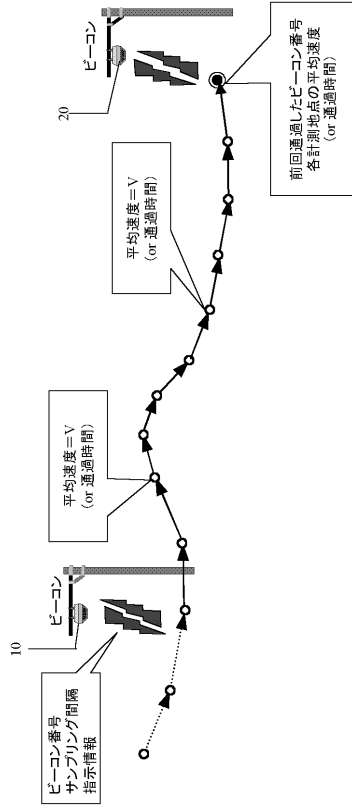 ビーコン番号
サンプリング間隔
指示情報
10
ビーコン
平均速度=V
(or 通過時間)
平均速度=V
(or 通過時間)
20
ビーコン
前回通過したビーコン番号
各計測地点の平均速度
(or 通過時間)